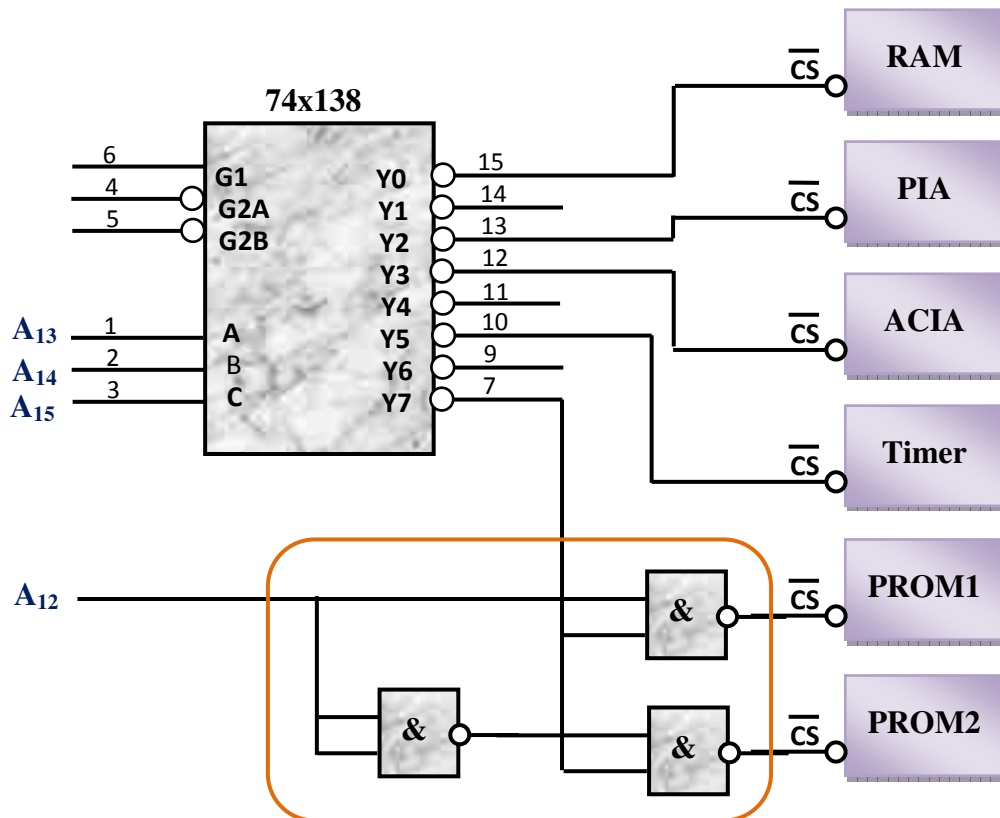 74x138
6
4
5
G1
G2A
G2B
A13
A14
A15
1
2
3
A
B
C
Y0
Y1
Y2
Y3
Y4
Y5
Y6
Y7
15
14
13
12
11
10
9
7
CS
RAM
CS
PIA
CS
ACIA
CS
Timer
A12
&
CS
PROM1
&
&
CS
PROM2